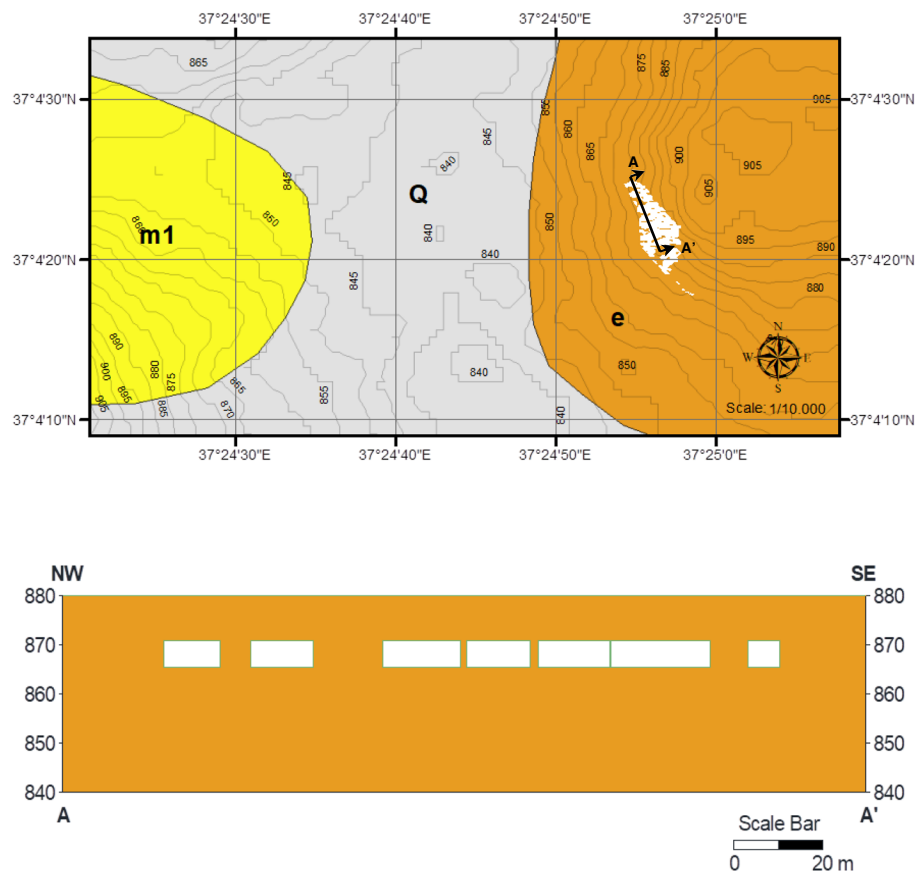 37°24'30"E 37°24'40"E 37°24'50"E 37°25'0"E
865 875 885
37°4'30"N 905 37°4'30"N
855 860 845 865 840 900 905
A
845 Q 905
850 840 850 895 890
m1 A'
37°4'20"N 840 37°4'20"N
845 880
e
N
W E
S
890 880 900 875 895 905 885 865 870 855 840 850 840
Scale: 1/10.000
37°4'10"N 37°4'10"N
37°24'30"E 37°24'40"E 37°24'50"E 37°25'0"E
NW SE
880 880
870 870
860 860
850 850
840 840
A A'
Scale Bar
0 20 m